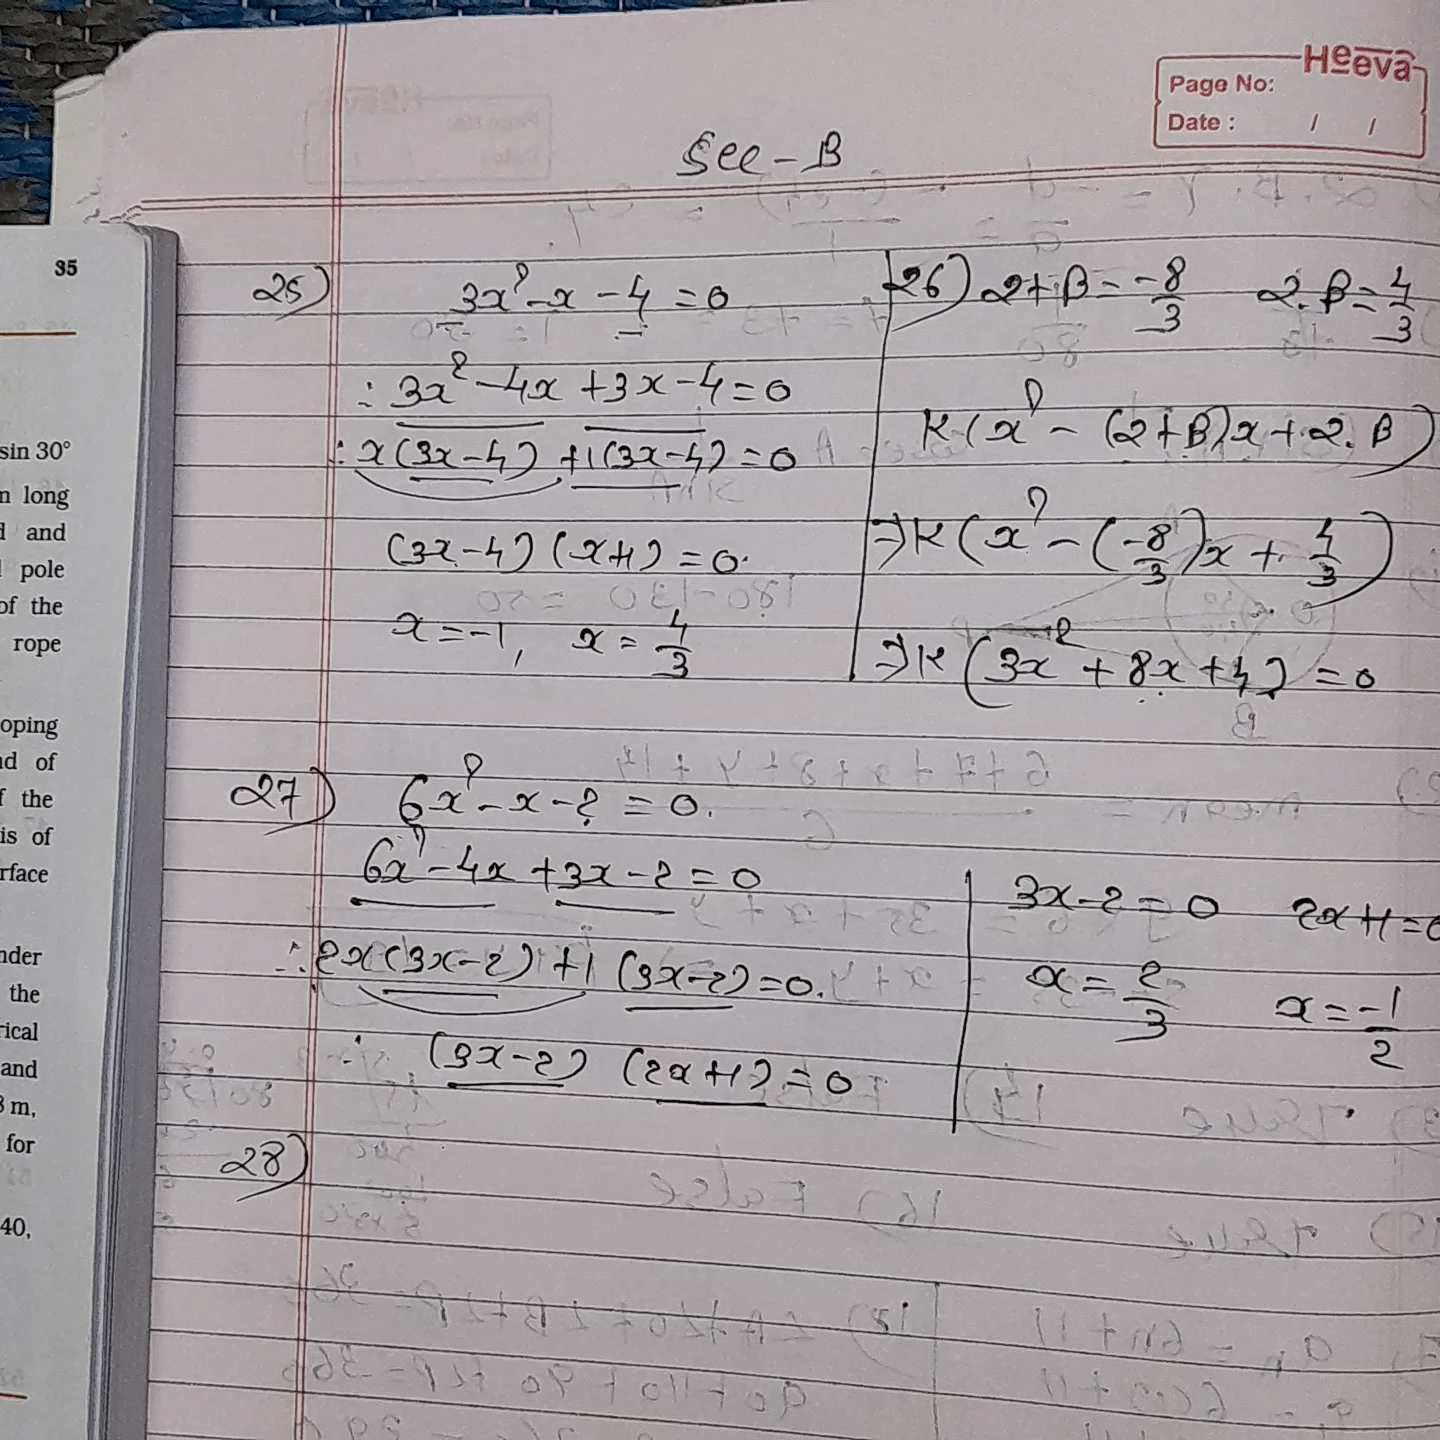 Heeva
Page No:
Date : / /
Sec - B
25) 3x² - x - 4 = 0
∴ 3x² - 4x + 3x - 4 = 0
∴ x(3x-4) + 1(3x-4) = 0
(3x-4) (x+1) = 0.
x = -1, x = 4/3
26) 2+B = -8/3 2.B = 4/3
K(x² - (2+B)x + 2.B)
⇒ K(x² - (-8/3)x + 4/3)
⇒ K(3x² + 8x + 4) = 0
27) 6x² - x - 2 = 0.
6x² - 4x + 3x - 2 = 0
∴ 2x(3x-2) + 1 (3x-2) = 0.
∴ (3x-2) (2x+1) = 0
3x-2 = 0 2x+1 = 0
x = 2/3 x = -1/2
28)
35
sin 30°
long
and
pole
of the
rope
oping
of
the
is of
rface
nder
the
rical
and
m,
for
40,